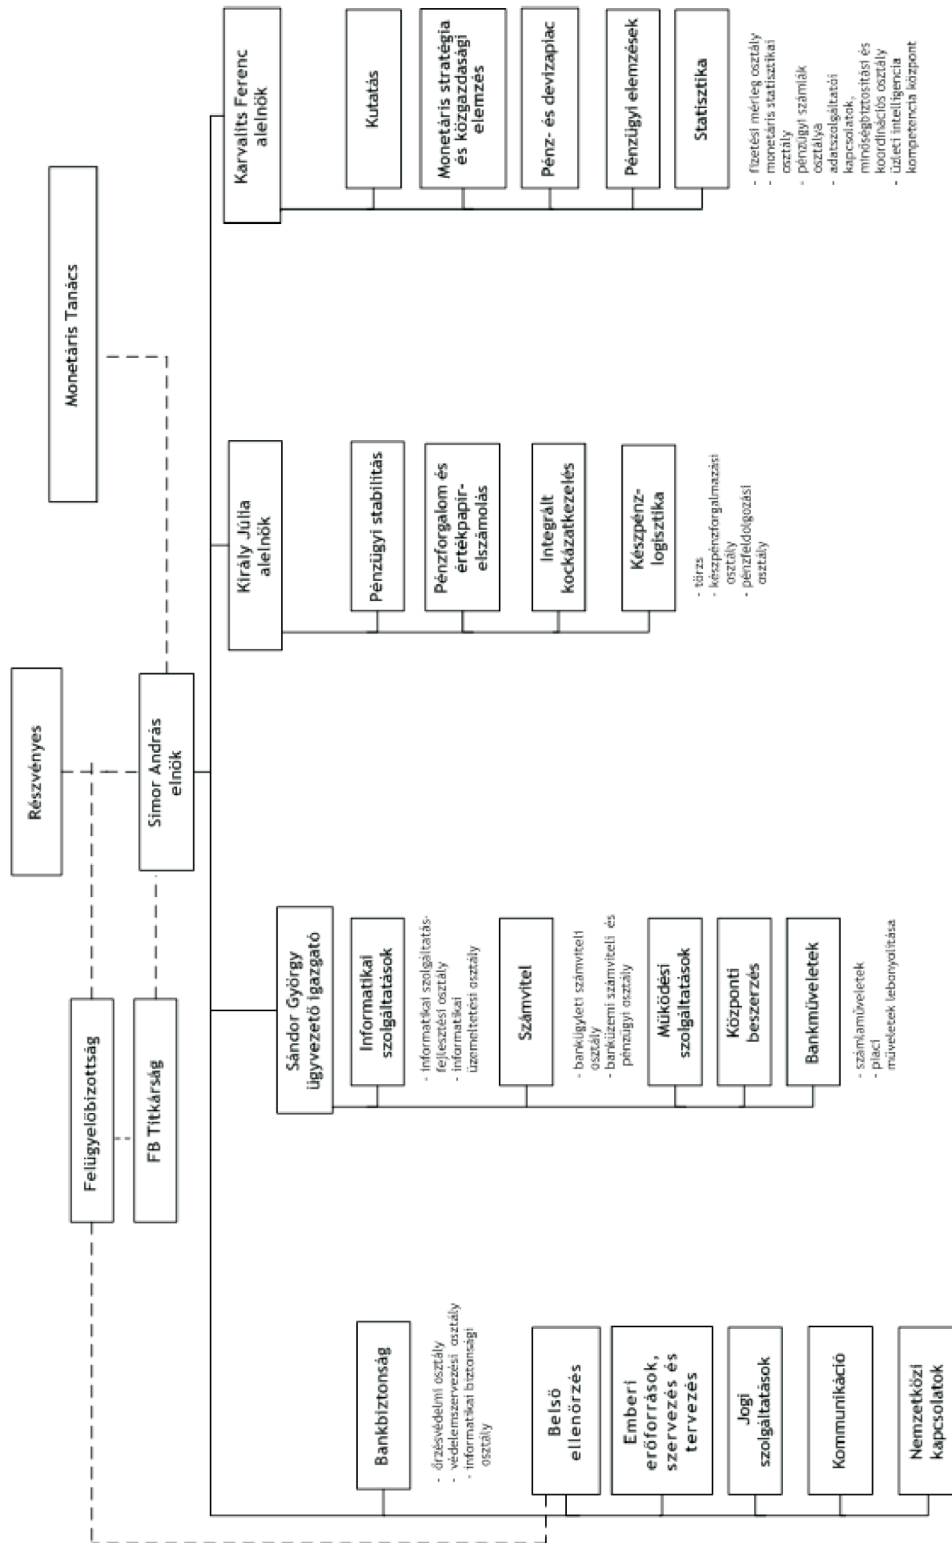 Részvényes
Monetáris Tanács
Felügyelőbizottság
FB Titkárság
Simor András
elnök
Bankbiztonság
- őrzésvédelmi osztály
- védelemszervezési osztály
- informatikai biztonsági
osztály
Belső
ellenőrzés
Emberi
erőforrások,
szervezés és
tervezés
Jogi
szolgáltatások
Kommunikáció
Nemzetközi
kapcsolatok
Sándor György
ügyvezető igazgató
Informatikai
szolgáltatások
- informatikai szolgáltatás-
fejlesztési osztály
- informatikai
üzemeltetési osztály
Számvitel
- bankügyleti számviteli
osztály
- banküzemi számviteli és
pénzügyi osztály
Működési
szolgáltatások
Központi
beszerzés
Bankműveletek
- számlaműveletek
- piaci
műveletek lebonyolítása
Király Júlia
alelnök
Pénzügyi stabilitás
Pénzforgalom és
értékpapír-
elszámolás
Integrált
kockázatkezelés
Készpénz-
logisztika
- törzs
- készpénzforgalmazási
osztály
- pénzfeldolgozási
osztály
Karvalits Ferenc
alelnök
Kutatás
Monetáris stratégia
és közgazdasági
elemzés
Pénz- és devizapiac
Pénzügyi elemzések
Statisztika
- fizetési mérleg osztály
- monetáris statisztikai
osztály
- pénzügyi számlák
osztálya
- adatszolgáltatói
kapcsolatok,
minőségbiztosítási és
koordinációs osztály
- üzleti intelligencia
kompetencia központ